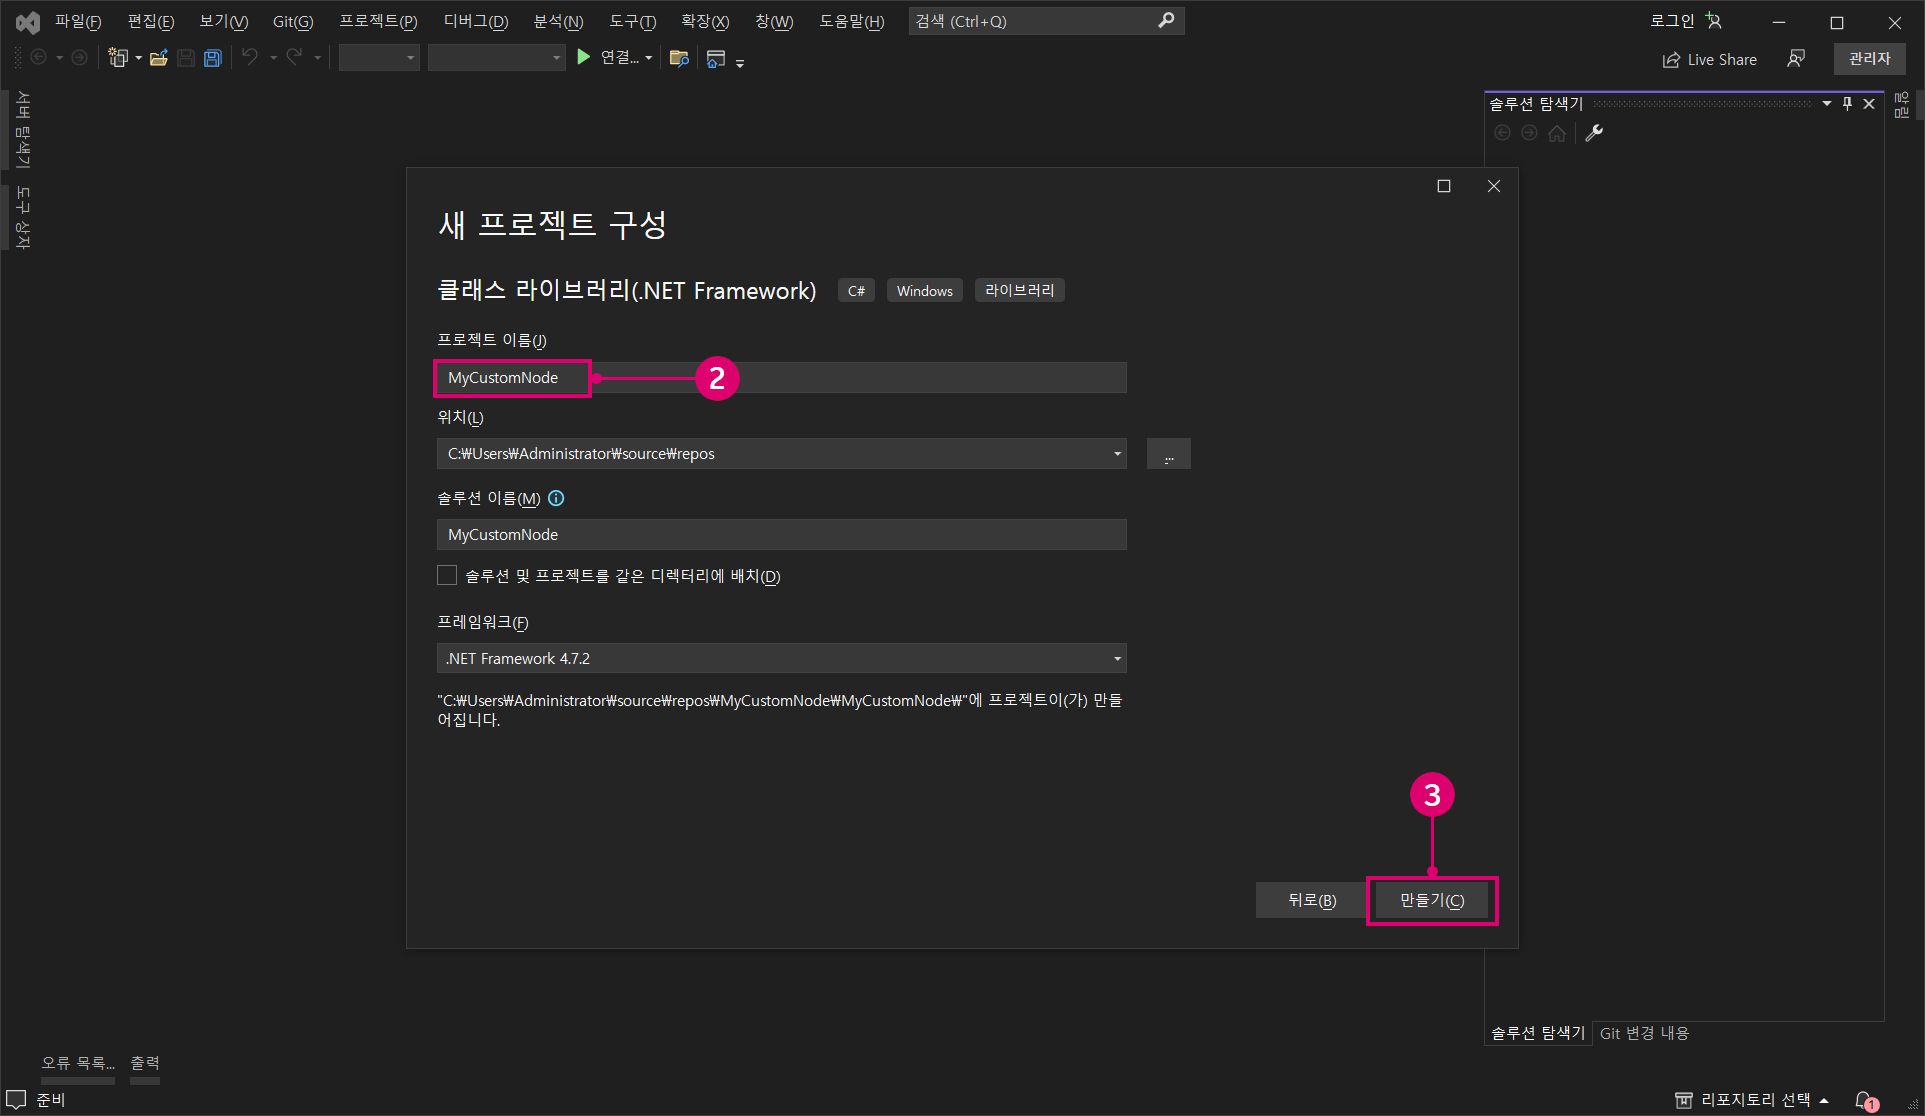 파일(F) 편집(E) 보기(V) Git(G) 프로젝트(P) 디버그(D) 분석(N) 도구(T) 확장(X) 창(W) 도움말(H) 검색 (Ctrl+Q) 로그인
연결... Live Share 관리자
서버 탐색기
도구 상자
솔루션 탐색기
알림
새 프로젝트 구성
클래스 라이브러리(.NET Framework) C# Windows 라이브러리
프로젝트 이름(J)
MyCustomNode 2
위치(L)
C:₩Users₩Administrator₩source₩repos ...
솔루션 이름(M)
MyCustomNode
솔루션 및 프로젝트를 같은 디렉터리에 배치(D)
프레임워크(F)
.NET Framework 4.7.2
"C:₩Users₩Administrator₩source₩repos₩MyCustomNode₩MyCustomNode₩"에 프로젝트이(가) 만들
어집니다.
3
뒤로(B) 만들기(C)
솔루션 탐색기 Git 변경 내용
오류 목록... 출력
준비 리포지토리 선택 1